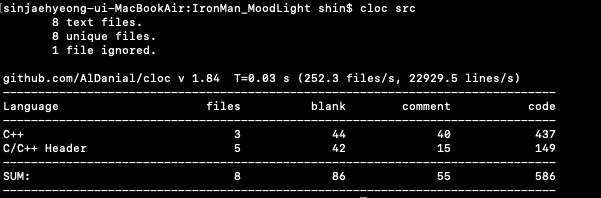 [sinjaehyeong-ui-MacBookAir:IronMan_MoodLight shin$ cloc src
8 text files.
8 unique files.
1 file ignored.
github.com/AlDanial/cloc v 1.84 T=0.03 s (252.3 files/s, 22929.5 lines/s)
Language files blank comment code
C++ 3 44 40 437
C/C++ Header 5 42 15 149
SUM: 8 86 55 586